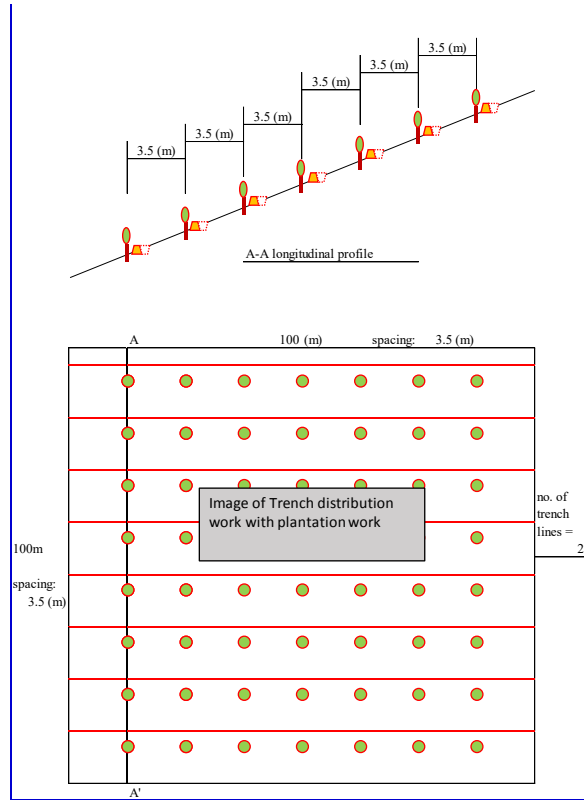 3.5 (m)
3.5 (m)
3.5 (m)
3.5 (m)
3.5 (m)
3.5 (m)
A-A longitudinal profile
A 100 (m) spacing: 3.5 (m)
Image of Trench distribution
work with plantation work
no. of
trench
lines =
2
100m
spacing:
3.5 (m)
A'